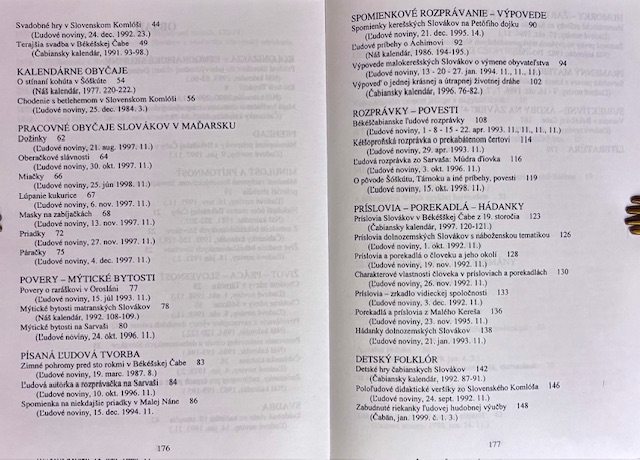 Svadobné hry v Slovenskom Komlóši 44
(Ľudové noviny, 24. dec. 1992. 23.)
Terajšia svadba v Békéšskej Čabe 49
(Čabiansky kalendár, 1991. 93-98.)
KALENDÁRNE OBYČAJE
O stínaní kohúta v Šóškúte 54
(Náš kalendár, 1977. 220-222.)
Chodenie s betlehemom v Slovenskom Komlóši 56
(Ľudové noviny, 25. dec. 1984. 3.)
PRACOVNÉ OBYČAJE SLOVÁKOV V MAĎARSKU
Dožinky 62
(Ľudové noviny, 21. aug. 1997. 11.)
Oberačkové slávnosti 64
(Ľudové noviny, 30. okt. 1997. 11.)
Miačky 66
(Ľudové noviny, 25. jún 1998. 11.)
Lúpanie kukurice 67
(Ľudové noviny, 6. nov. 1997. 11.)
Masky na zabíjačkách 68
(Ľudové noviny, 13. nov. 1997. 11.)
Priadky 72
(Ľudové noviny, 27. nov. 1997. 11.)
Páračky 75
(Ľudové noviny, 4. dec. 1997. 11.)
POVERY – MÝTICKÉ BYTOSTI
Povery o raráškovi v Orosláni 77
(Ľudové noviny, 15. júl 1993. 11.)
Mýtické bytosti matranských Slovákov 78
(Náš kalendár, 1992. 108-109.)
Mýtické bytosti na Sarvaši 80
(Ľudové noviny, 24. okt. 1996. 11.)
PÍSANÁ ĽUDOVÁ TVORBA
Zimné pohromy pred sto rokmi v Békéšskej Čabe 83
(Ľudové noviny, 19. marc. 1987. 8.)
Ľudová autorka a rozprávačka na Sarvaši 84
(Ľudové noviny, 10. okt. 1996. 11.)
Spomienka na niekdajšie priadky v Malej Náne 86
(Ľudové noviny, 15. dec. 1994. 11.
176
SPOMIENKOVÉ ROZPRÁVANIE – VÝPOVEDE
Spomienky kerešských Slovákov na Petőfiho dojku 90
(Ľudové noviny, 21. dec. 1995. 14.)
Ľudové príbehy o Áchimovi 92
(Ľudové noviny, 1986. 194-195.)
Výpovede malokerešských Slovákov o výmene obyvateľstva 94
(Ľudové noviny, 13 - 20. - 27. jan. 1994. 11., 11. 11.)
Výpoveď o jednej krásnej a útrapnej životnej dráhe 102
(Čabiansky kalendár, 1996. 76-82.)
ROZPRÁVKY – POVESTI
Békéščabianske ľudové rozprávky 108
(Ľudové noviny, 1 - 8 - 15. - 22. apr. 1993. 11., 11., 11., 11.)
Kétšoproňská rozprávka o prekabátenom čertovi 114
(Ľudové noviny, 29. apr. 1993. 11.)
Ľudová rozprávka zo Sarvaša: Múdra ďiovka 116
(Ľudové noviny, 3. okt. 1996. 11.)
O pôvode Šóškútu, Tárnoku a iné príbehy, povesti 119
(Ľudové noviny, 15. okt. 1998. 11.)
PRÍSLOVIA – POREKADLÁ – HÁDANKY
Príslovia Slovákov v Békéšskej Čabe z 19. storočia 123
(Čabiansky kalendár, 1997. 120-121.)
Príslovia dolnozemských Slovákov s náboženskou tematikou 126
(Ľudové noviny, 1. okt. 1992. 11.)
Príslovia a porekadlá o človeku a jeho okolí 128
(Ľudové noviny, 19. nov. 1992. 11.)
Charakterové vlastnosti človeka v prísloviach a porekadlách 130
(Ľudové noviny, 26. nov. 1992. 11.)
Príslovia – zrkadlo vidieckej spoločnosti 133
(Ľudové noviny, 3. dec. 1992. 11.)
Porekadlá a príslovia z Malého Kereša 136
(Ľudové noviny, 23. nov. 1995. 11.)
Hádanky dolnozemských Slovákov 138
(Ľudové noviny, 21. jan. 1993. 11.)
DETSKÝ FOLKLÓR
Detské hry čabianskych Slovákov 142
(Čabiansky kalendár, 1992. 87-91.)
Poloľudové didaktické veršíky zo Slovenského Komlóša 146
(Ľudové noviny, 24. sept. 1992. 11.)
Zabudnuté riekanky ľudovej hudobnej výučby 148
(Čabän, jan. 1999. č. 1. 3.)
177